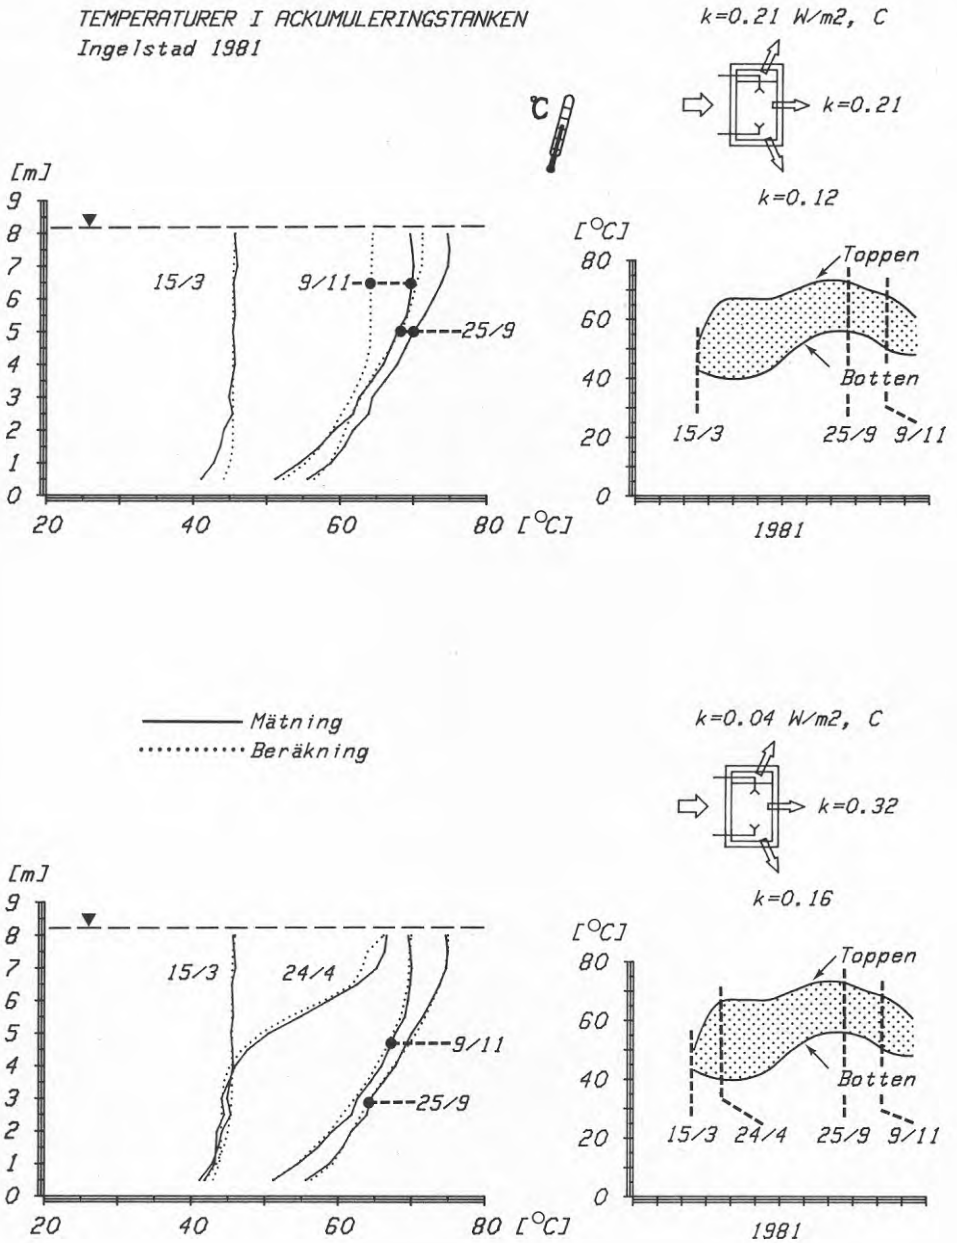 TEMPERATURER I ACKUMULERINGSTANKEN
Ingelstad 1981
k=0.21 W/m2, C
k=0.21
k=0.12
°C
[m]
9
8
7
6
5
4
3
2
1
0
20 40 60 80 [°C]
15/3
9/11
25/9
[°C]
80
60
40
20
0
Toppen
Botten
15/3 25/9 9/11
1981
Mätning
Beräkning
k=0.04 W/m2, C
k=0.32
k=0.16
[m]
9
8
7
6
5
4
3
2
1
0
20 40 60 80 [°C]
15/3 24/4
9/11
25/9
[°C]
80
60
40
20
0
Toppen
Botten
15/3 24/4 25/9 9/11
1981